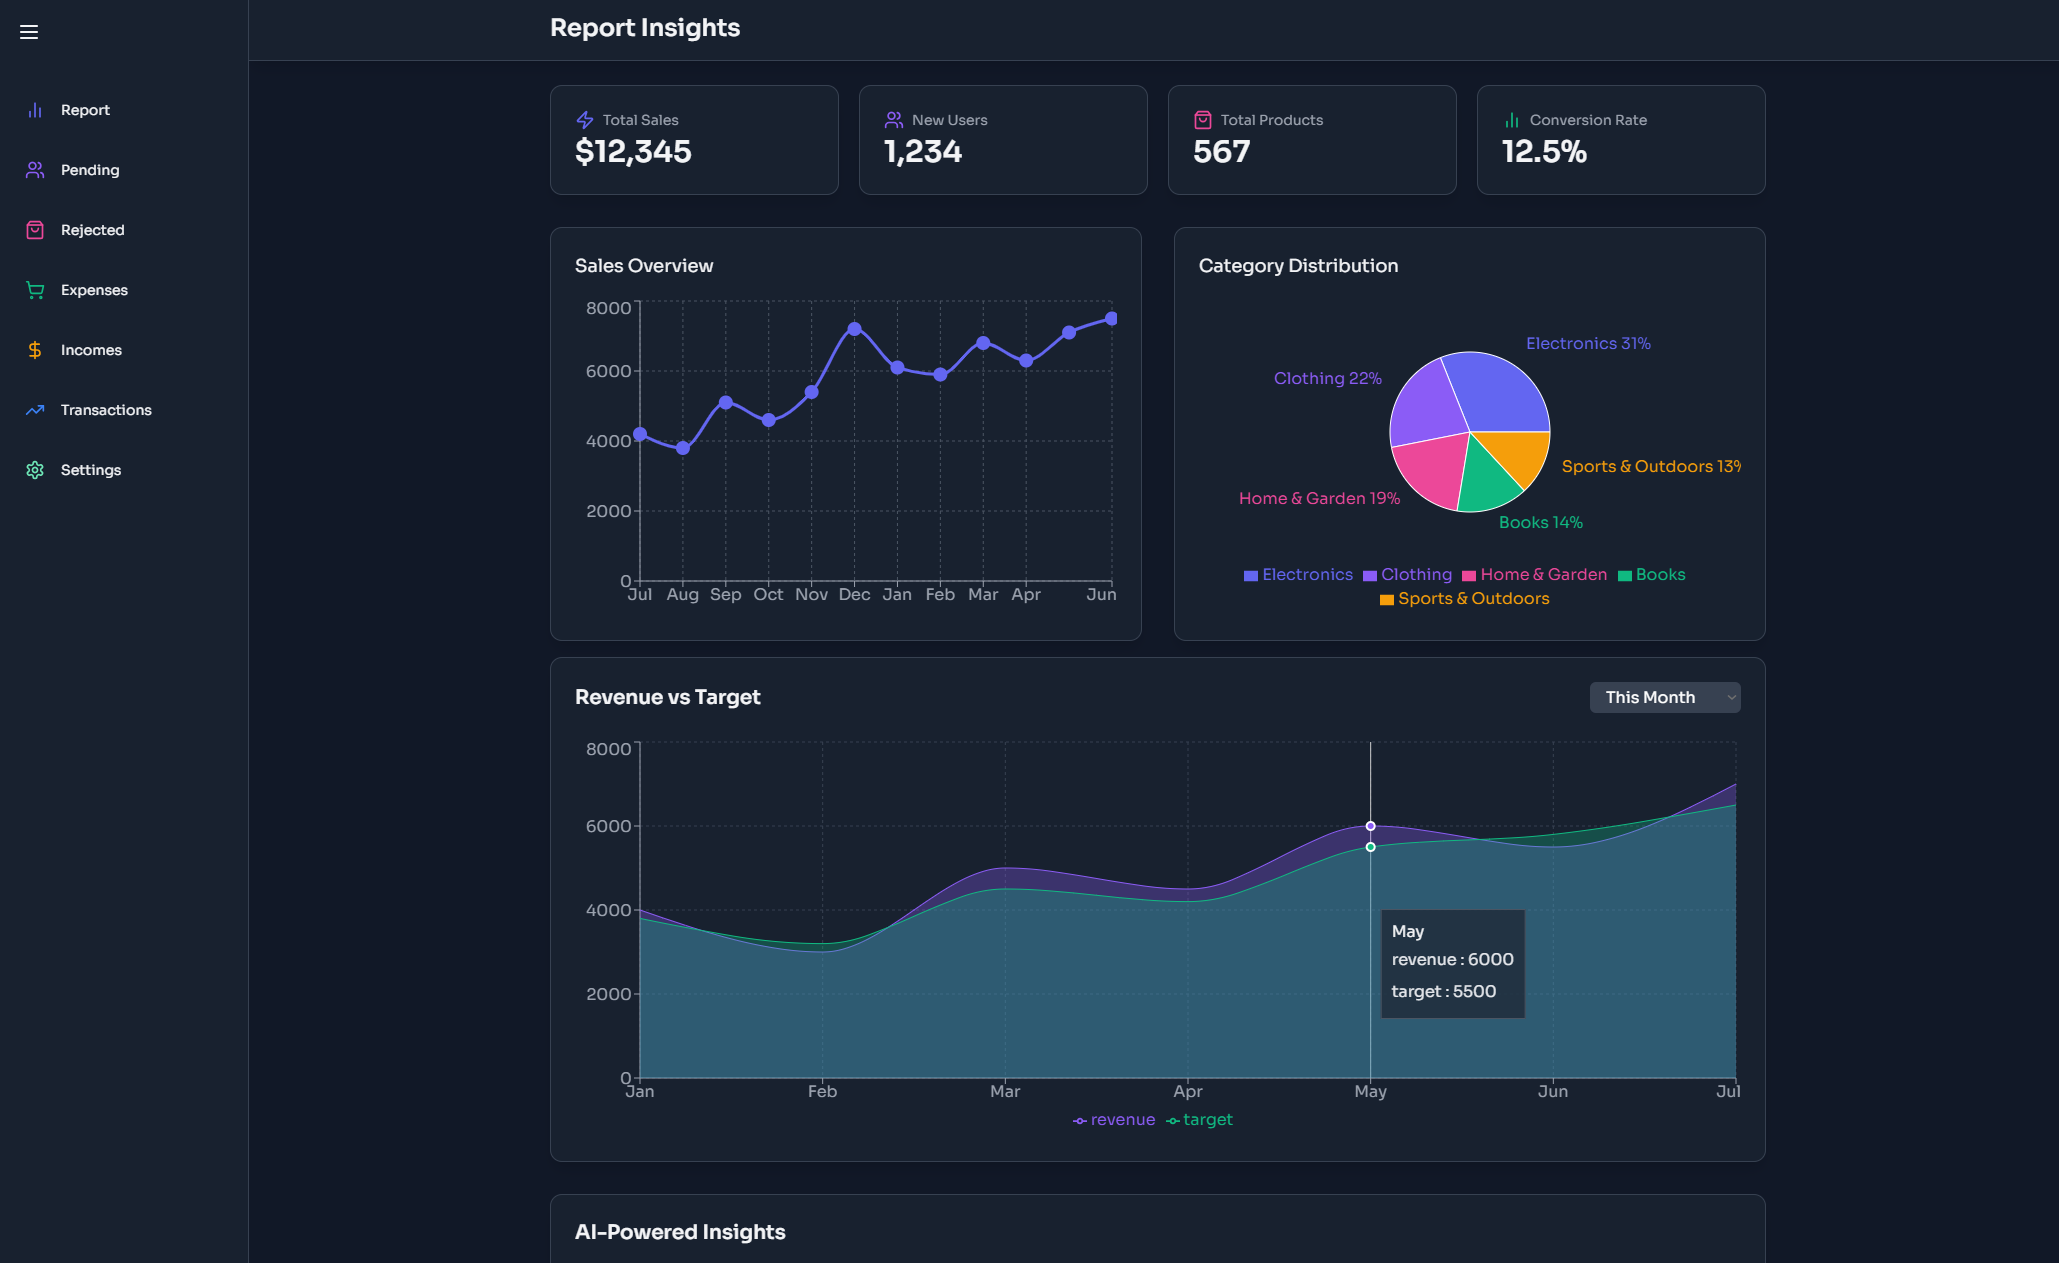 Report Insights
Report
Pending
Rejected
Expenses
Incomes
Transactions
Settings
Total Sales
$12,345
New Users
1,234
Total Products
567
Conversion Rate
12.5%
Sales Overview
8000
6000
4000
2000
0
Jul Aug Sep Oct Nov Dec Jan Feb Mar Apr Jun
Category Distribution
Electronics 31%
Clothing 22%
Sports & Outdoors 13%
Home & Garden 19%
Books 14%
Electronics Clothing Home & Garden Books
Sports & Outdoors
Revenue vs Target
This Month
8000
6000
4000
2000
0
May
revenue : 6000
target : 5500
Jan Feb Mar Apr May Jun Jul
revenue target
AI-Powered Insights